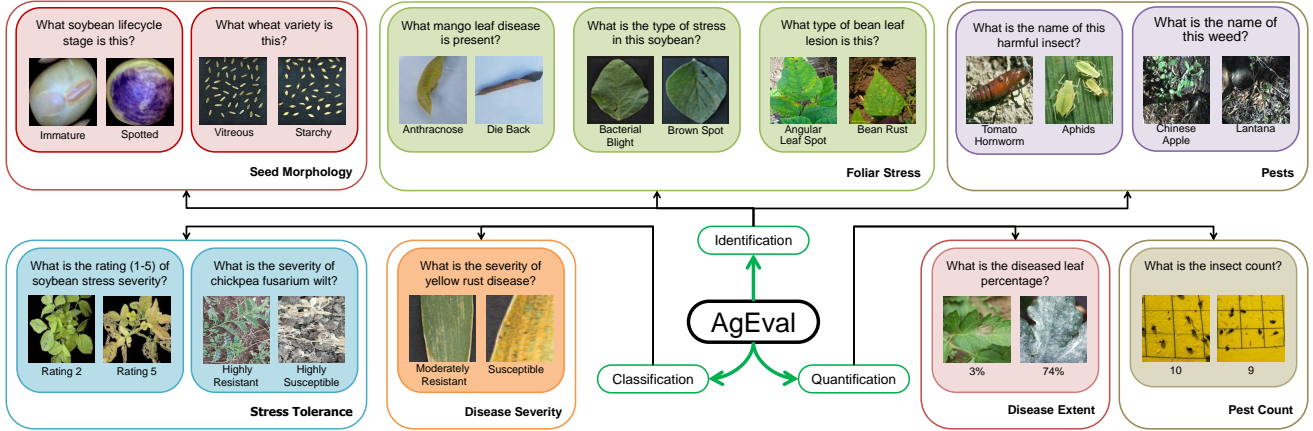 What soybean lifecycle
stage is this?
Immature
Spotted
What wheat variety is
this?
Vitreous
Starchy
Seed Morphology
What mango leaf disease
is present?
Anthracnose
Die Back
What is the type of stress
in this soybean?
Bacterial
Blight
Brown Spot
What type of bean leaf
lesion is this?
Angular
Leaf Spot
Bean Rust
Foliar Stress
What is the name of this
harmful insect?
Tomato
Hornworm
Aphids
What is the name of
this weed?
Chinese
Apple
Lantana
Pests
Identification
What is the rating (1-5) of
soybean stress severity?
Rating 2
Rating 5
What is the severity of
chickpea fusarium wilt?
Highly
Resistant
Highly
Susceptible
Stress Tolerance
What is the severity of
yellow rust disease?
Moderately
Resistant
Susceptible
Disease Severity
AgEval
Classification
Quantification
What is the diseased leaf
percentage?
3%
74%
Disease Extent
What is the insect count?
10
9
Pest Count